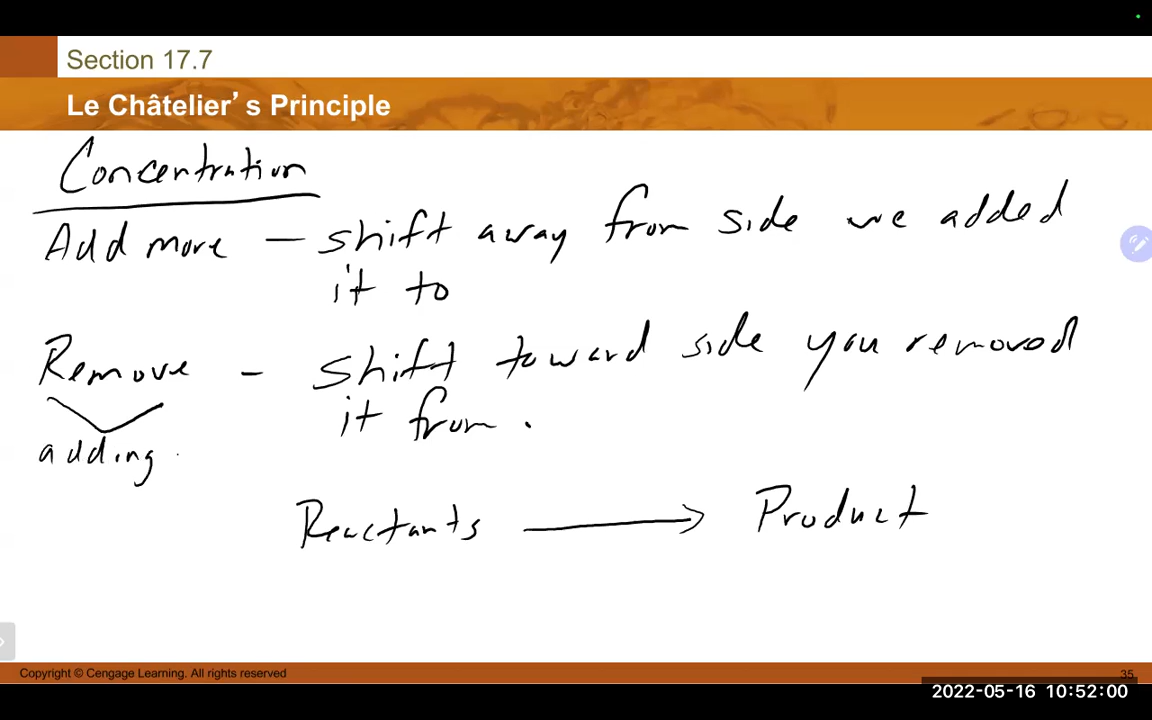 Section 17.7
Le Châtelier's Principle
Concentration
Add more — shift away from side we added
it to
Remove - shift toward side you removed
it from.
adding
Reactants → Product
Copyright © Cengage Learning. All rights reserved
35
2022-05-16 10:52:00